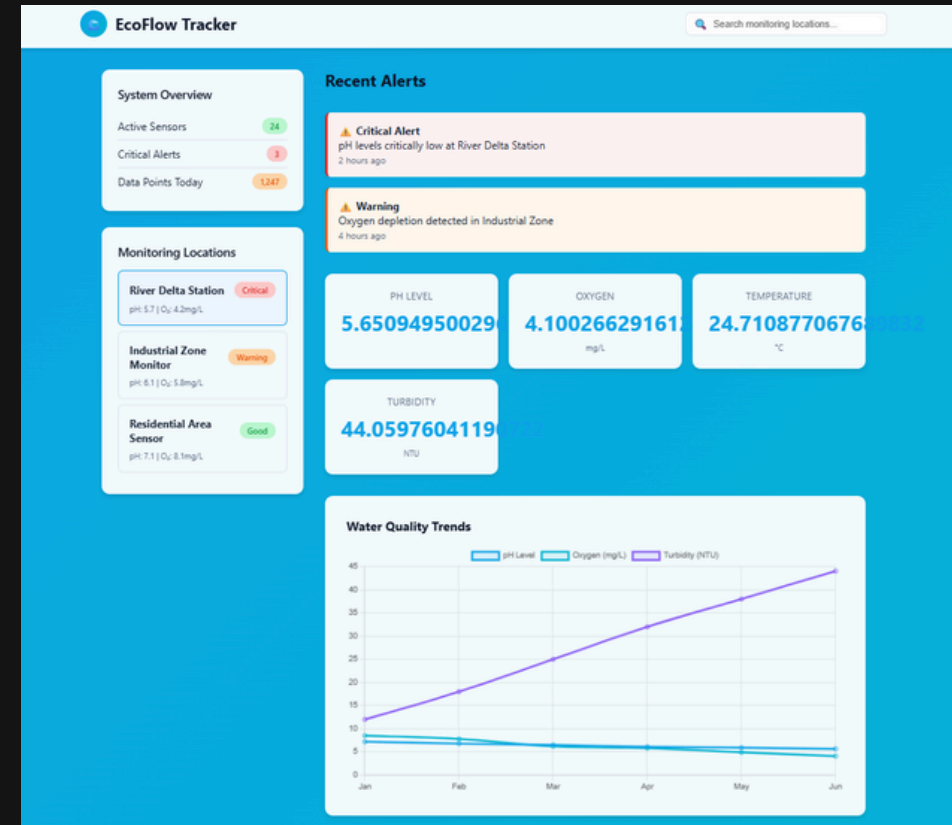 EcoFlow Tracker
Search monitoring locations...
System Overview
Active Sensors 24
Critical Alerts 3
Data Points Today 1,247
Monitoring Locations
River Delta Station Critical
pH: 5.7 | O₂: 4.2mg/L
Industrial Zone
Monitor
Warning
pH: 6.1 | O₂: 5.8mg/L
Residential Area
Sensor
Good
pH: 7.1 | O₂: 8.1mg/L
Recent Alerts
⚠️ Critical Alert
pH levels critically low at River Delta Station
2 hours ago
⚠️ Warning
Oxygen depletion detected in Industrial Zone
4 hours ago
PH LEVEL
5.65094950029
OXYGEN
4.10026629161
mg/L
TEMPERATURE
°C
TURBIDITY
NTU
Water Quality Trends
pH Level Oxygen (mg/L) Turbidity (NTU)
45
40
35
30
25
20
15
10
5
0
Jan Feb Mar Apr May Jun